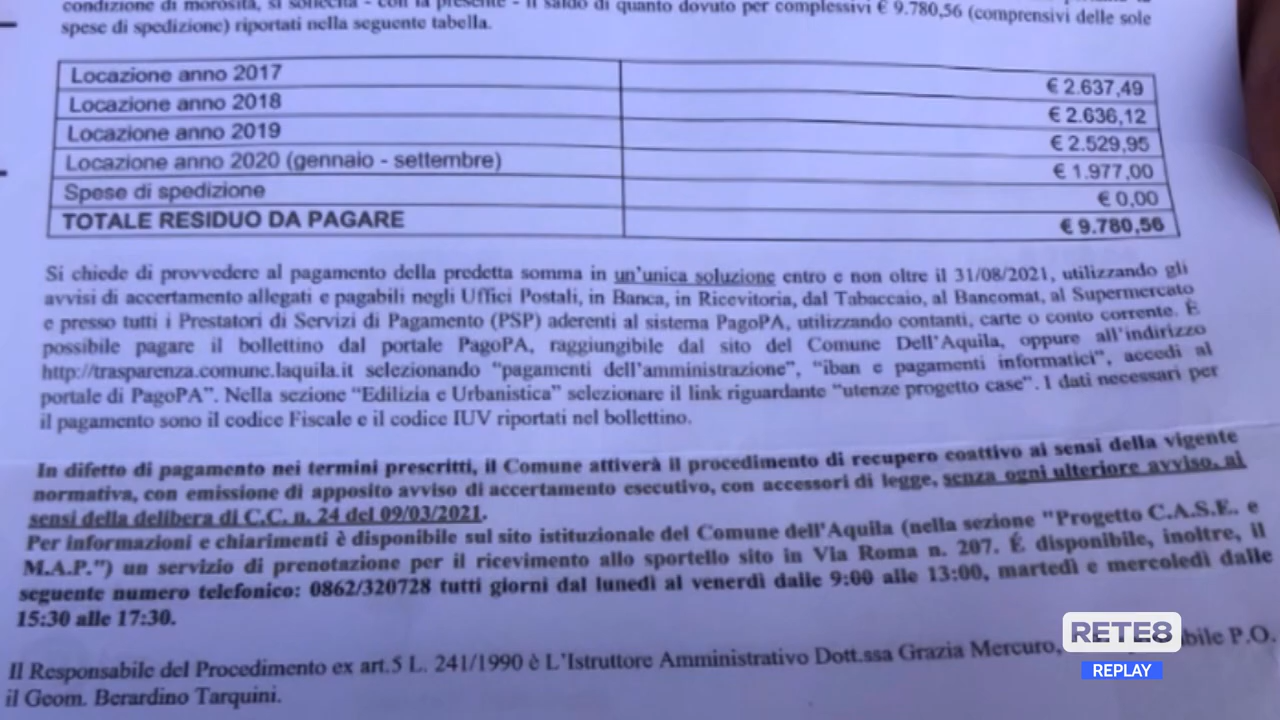 condizione di morosità, si sollecita - con la presente - il saldo di quanto dovuto per complessivi € 9.780,56 (comprensivi delle sole
spese di spedizione) riportati nella seguente tabella.
Locazione anno 2017 € 2.637,49
Locazione anno 2018 € 2.636,12
Locazione anno 2019 € 2.529,95
Locazione anno 2020 (gennaio - settembre) € 1.977,00
Spese di spedizione € 0,00
TOTALE RESIDUO DA PAGARE € 9.780,56
Si chiede di provvedere al pagamento della predetta somma in un'unica soluzione entro e non oltre il 31/08/2021, utilizzando gli
avvisi di accertamento allegati e pagabili negli Uffici Postali, in Banca, in Ricevitoria, dal Tabaccaio, al Bancomat, al Supermercato
e presso tutti i Prestatori di Servizi di Pagamento (PSP) aderenti al sistema PagoPA, utilizzando contanti, carte o conto corrente. È
possibile pagare il bollettino dal portale PagoPA, raggiungibile dal sito del Comune Dell'Aquila, oppure all'indirizzo
http://trasparenza.comune.laquila.it selezionando "pagamenti dell'amministrazione", "iban e pagamenti informatici", accedi al
portale di PagoPA". Nella sezione "Edilizia e Urbanistica" selezionare il link riguardante "utenze progetto case". I dati necessari per
il pagamento sono il codice Fiscale e il codice IUV riportati nel bollettino.
In difetto di pagamento nei termini prescritti, il Comune attiverà il procedimento di recupero coattivo ai sensi della vigente
normativa, con emissione di apposito avviso di accertamento esecutivo, con accessori di legge, senza ogni ulteriore avviso, ai
sensi della delibera di C.C. n. 24 del 09/03/2021.
Per informazioni e chiarimenti è disponibile sul sito istituzionale del Comune dell'Aquila (nella sezione "Progetto C.A.S.E. e
M.A.P.") un servizio di prenotazione per il ricevimento allo sportello sito in Via Roma n. 207. È disponibile, inoltre, il
seguente numero telefonico: 0862/320728 tutti giorni dal lunedì al venerdì dalle 9:00 alle 13:00, martedì e mercoledì dalle
15:30 alle 17:30.
Il Responsabile del Procedimento ex art.5 L. 241/1990 è L'Istruttore Amministrativo Dott.ssa Grazia Mercuro, P.O.
il Geom. Berardino Tarquini.
RETE8
REPLAY